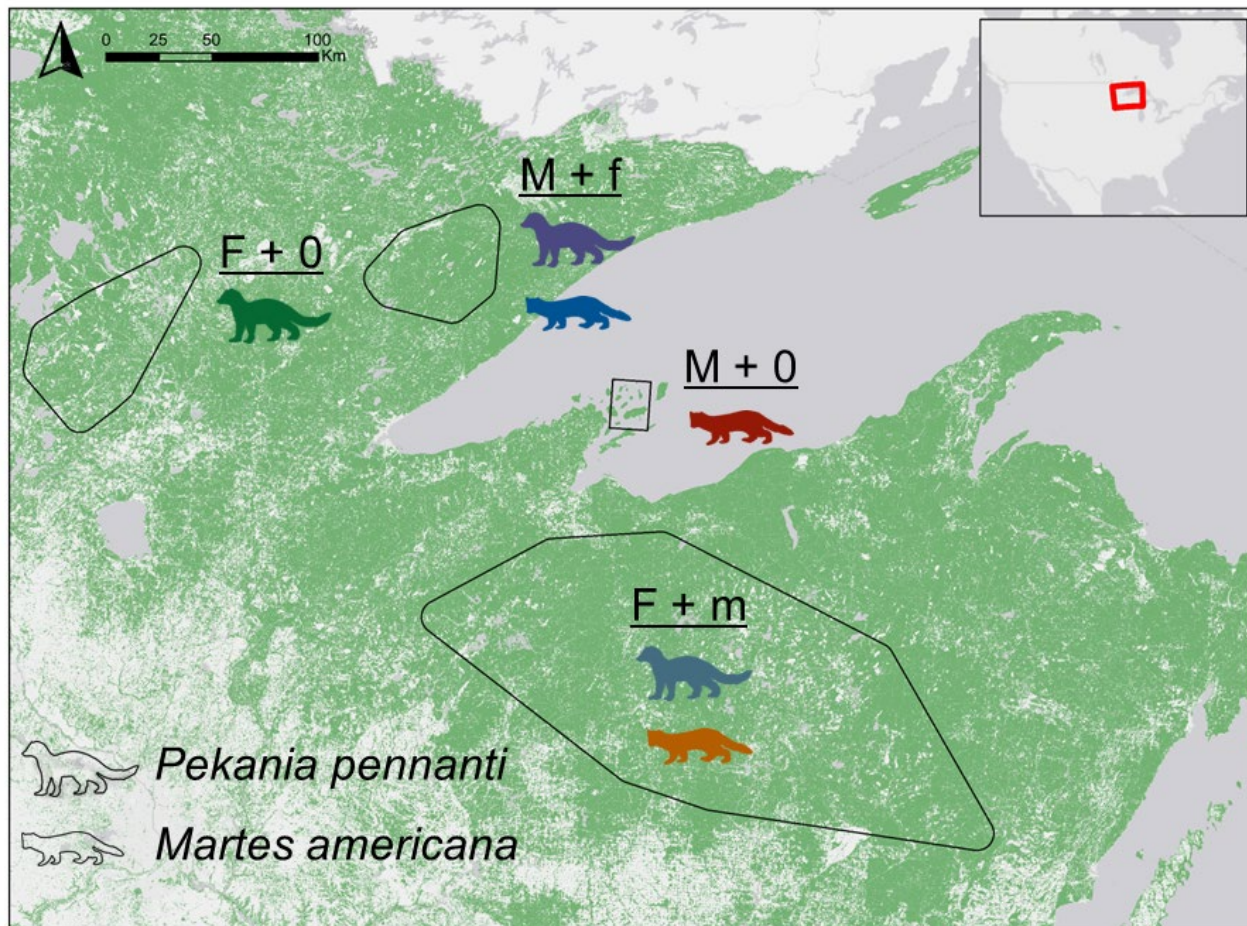 0 25 50 100
Km
M + f
F + 0
M + 0
F + m
Pekania pennanti
Martes americana